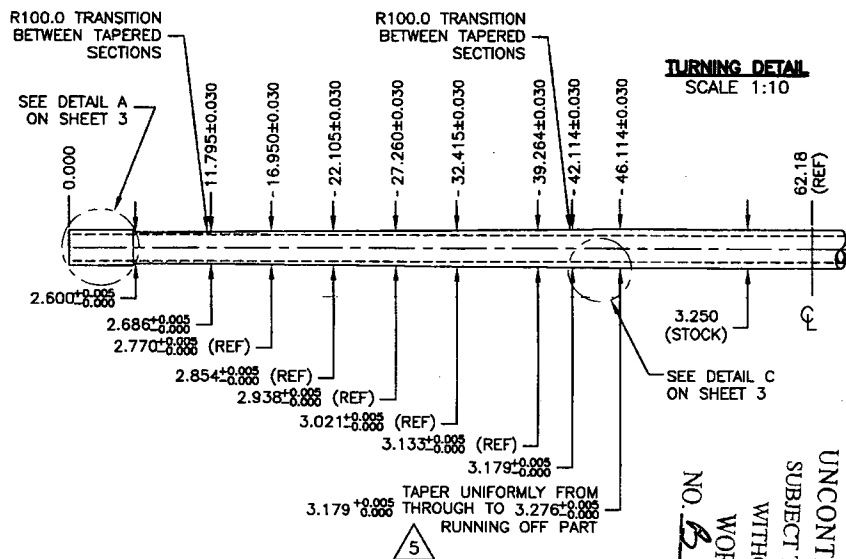 R100.0 TRANSITION
BETWEEN TAPERED
SECTIONS
R100.0 TRANSITION
BETWEEN TAPERED
SECTIONS
TURNING DETAIL
SCALE 1:10
SEE DETAIL A
ON SHEET 3
0.000
11.795±0.030
16.950±0.030
22.105±0.030
27.260±0.030
32.415±0.030
39.264±0.030
42.114±0.030
46.114±0.030
62.18
(REF)
2.600+0.005
-0.000
2.686+0.005
-0.000
2.770+0.005
-0.000 (REF)
2.854+0.005
-0.000 (REF)
2.938+0.005
-0.000 (REF)
3.021+0.005
-0.000 (REF)
3.133+0.005
-0.000 (REF)
3.179+0.005
-0.000
3.250
(STOCK)
℄
SEE DETAIL C
ON SHEET 3
TAPER UNIFORMLY FROM
3.179 +0.005
0.000 THROUGH TO 3.276+0.005
-0.000
RUNNING OFF PART
5
UNCONT
SUBJECT
WITH
WOR
NO.